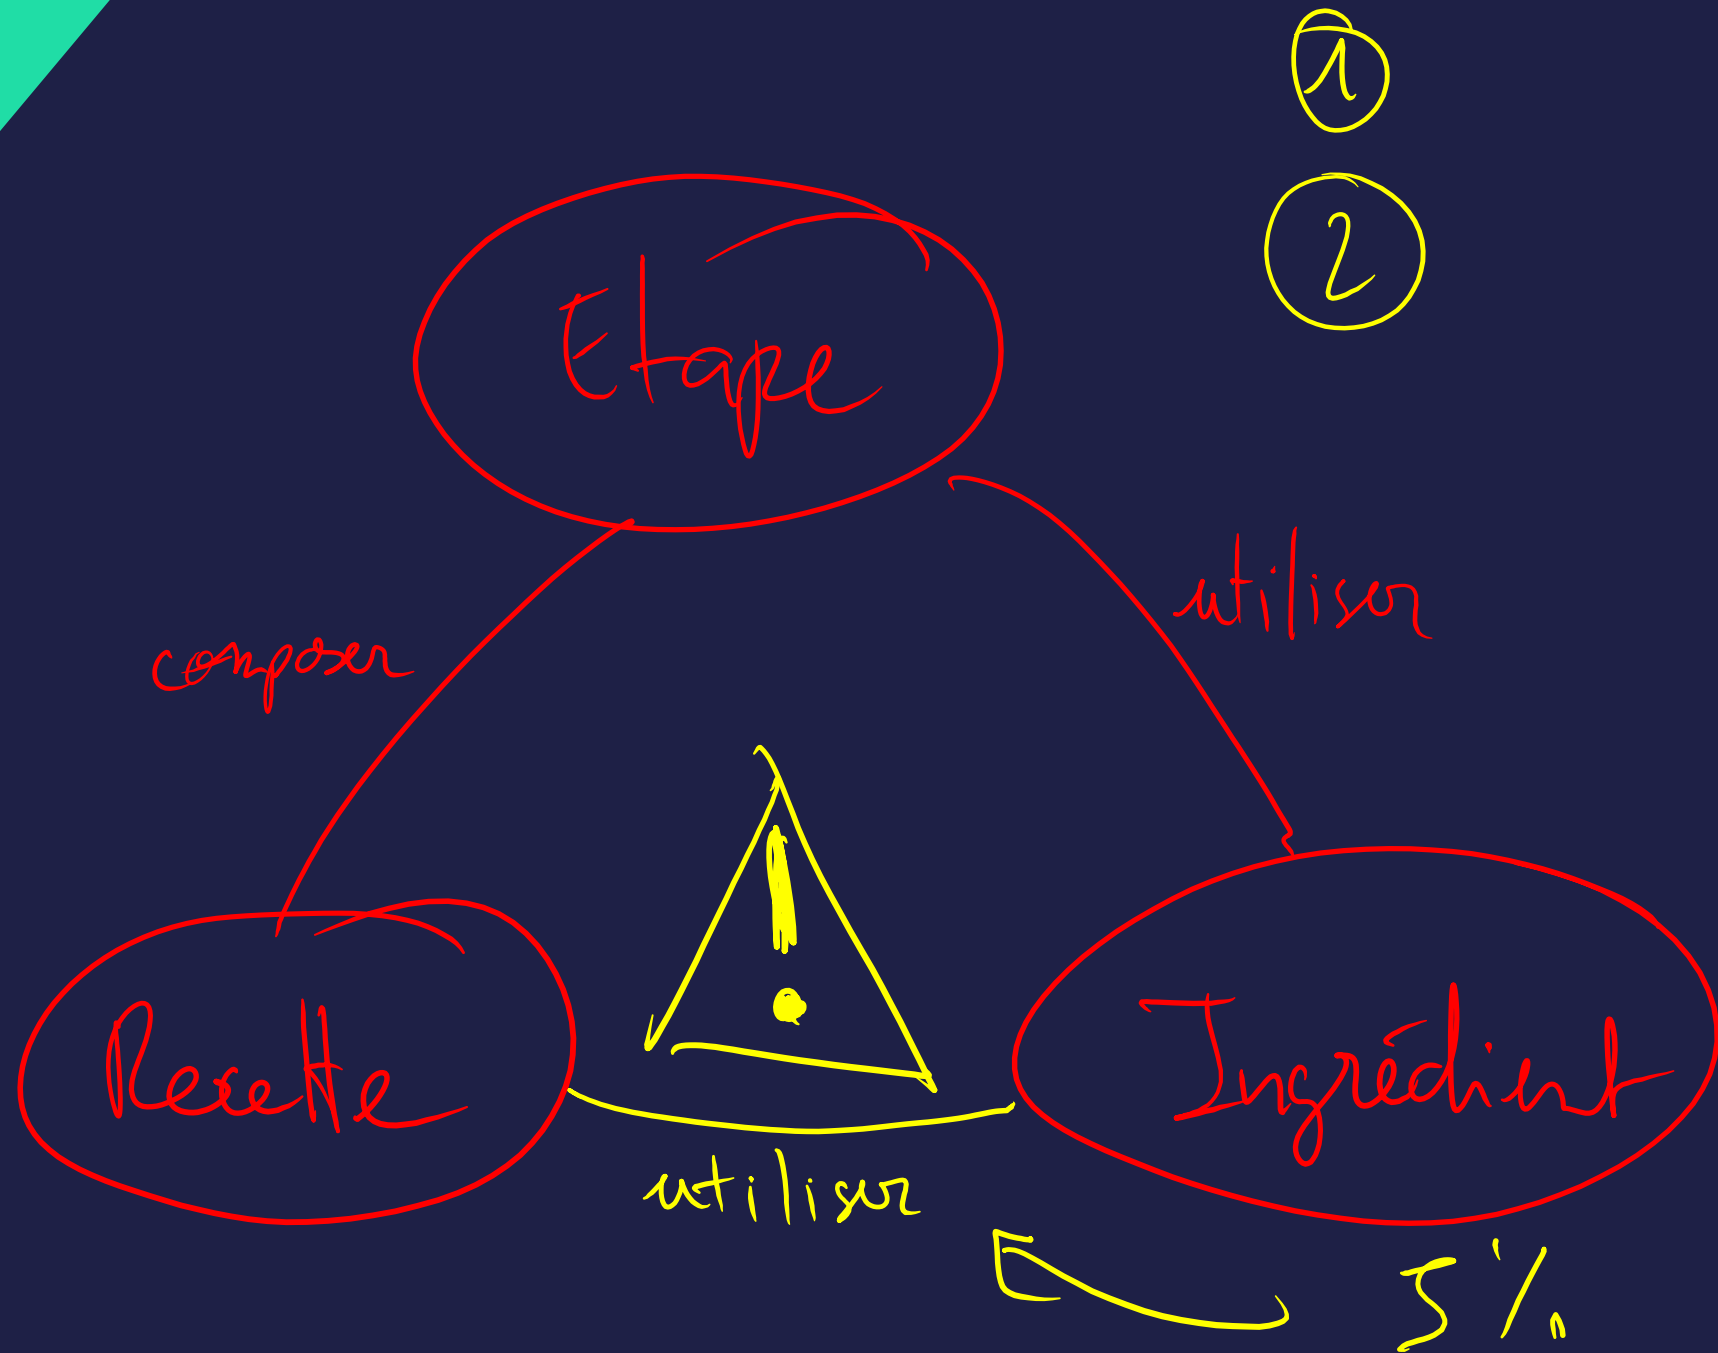 1
2
Etape
utiliser
composer
Recette
Ingrédient
utiliser
5%